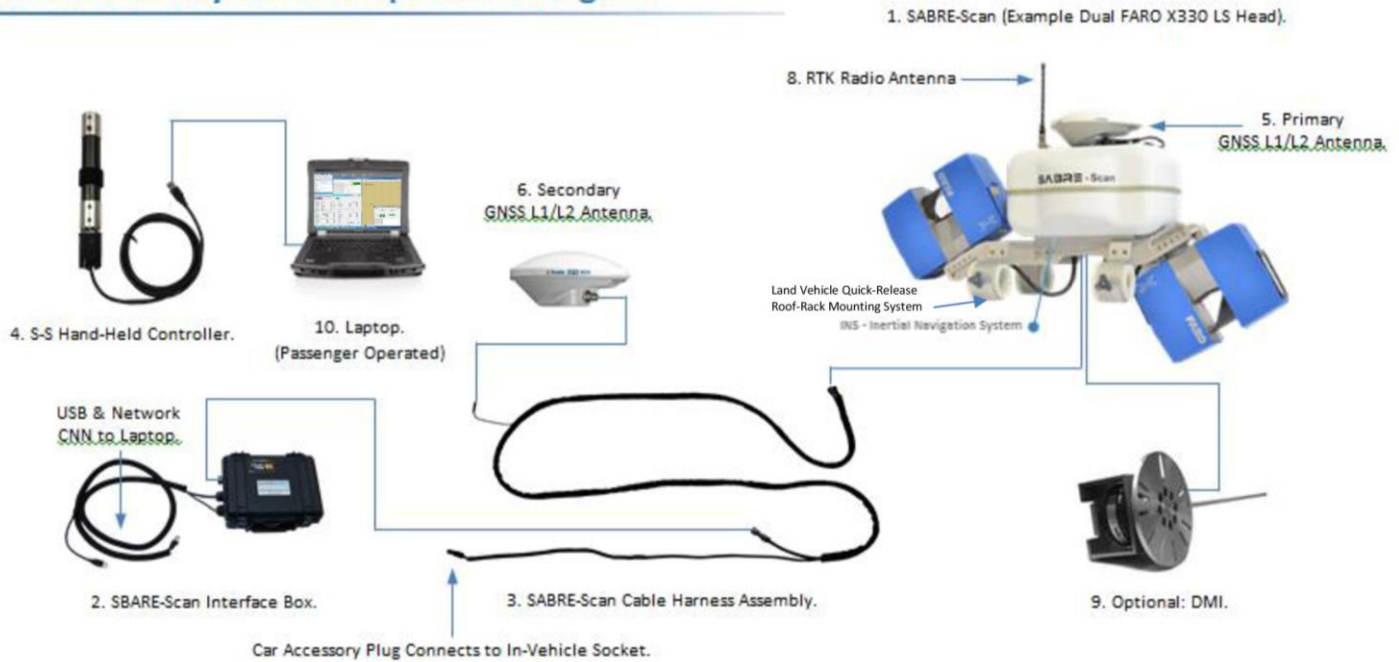 1. SABRE-Scan (Example Dual FARO X330 LS Head).
8. RTK Radio Antenna
5. Primary
GNSS L1/L2 Antenna.
SABRE - Scan
6. Secondary
GNSS L1/L2 Antenna.
Land Vehicle Quick-Release
Roof-Rack Mounting System
INS - Inertial Navigation System
FARO
4. S-S Hand-Held Controller.
10. Laptop.
(Passenger Operated)
USB & Network
CNN to Laptop.
2. SBARE-Scan Interface Box.
3. SABRE-Scan Cable Harness Assembly.
9. Optional: DMI.
Car Accessory Plug Connects to In-Vehicle Socket.